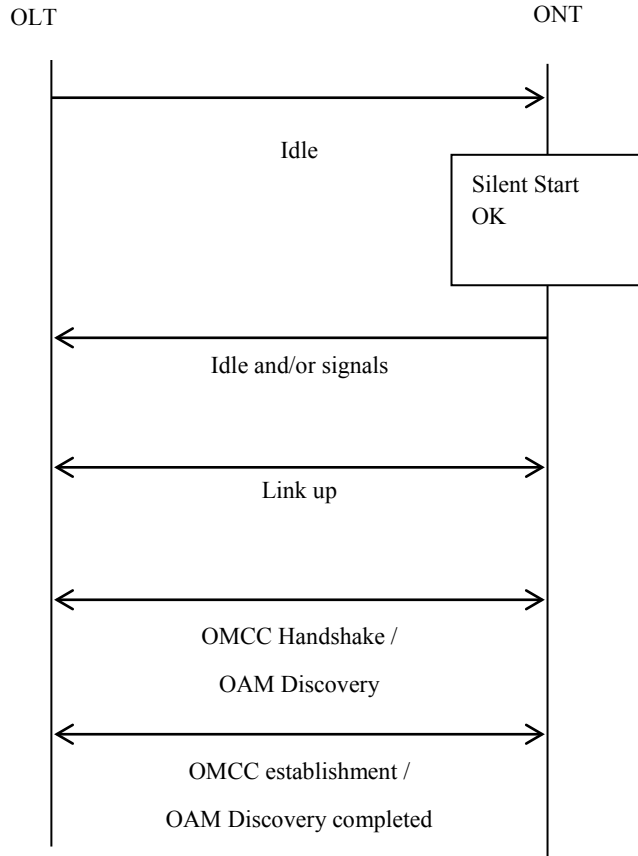 OLT
ONT
Idle
Silent Start
OK
Idle and/or signals
Link up
OMCC Handshake /
OAM Discovery
OMCC establishment /
OAM Discovery completed